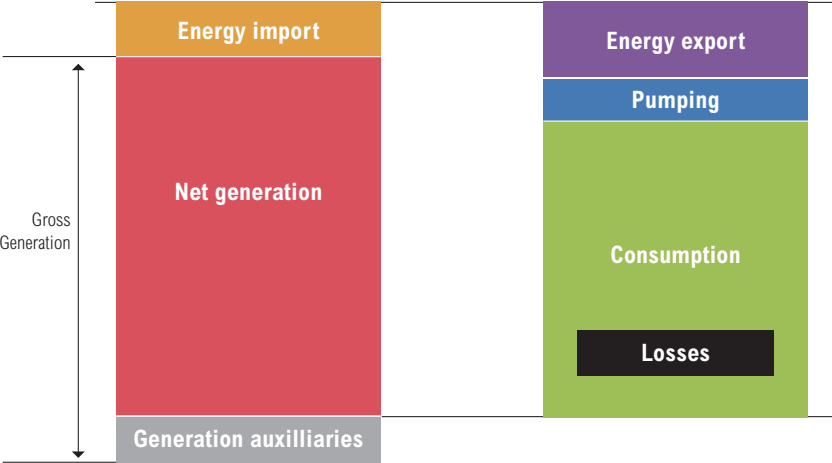 Energy import
Energy export
Pumping
Net generation
Gross
Generation
Consumption
Losses
Generation auxilliaries